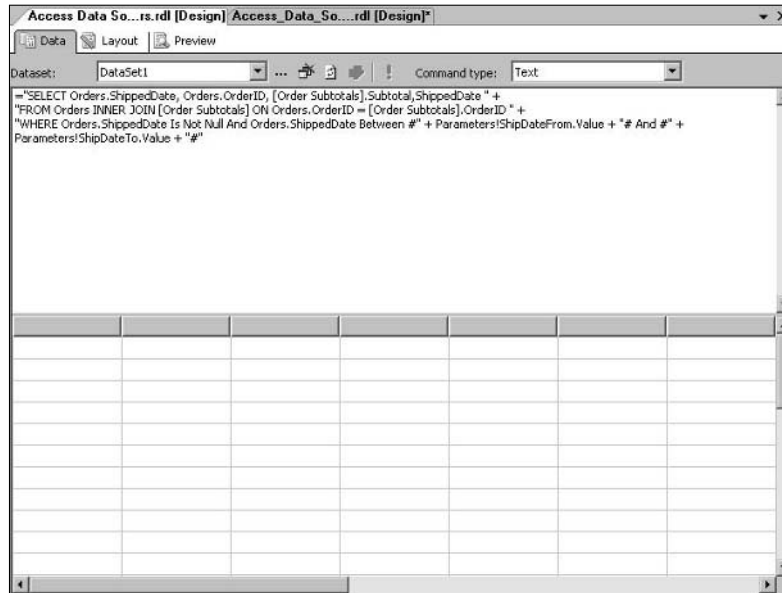 Access Data So...rs.rdl [Design] Access_Data_So....rdl [Design]*
Data Layout Preview
Dataset: DataSet1 ... Command type: Text
="SELECT Orders.ShippedDate, Orders.OrderID, [Order Subtotals].Subtotal,ShippedDate " +
"FROM Orders INNER JOIN [Order Subtotals] ON Orders.OrderID = [Order Subtotals].OrderID " +
"WHERE Orders.ShippedDate Is Not Null And Orders.ShippedDate Between #" + Parameters!ShipDateFrom.Value + "# And #" +
Parameters!ShipDateTo.Value + "#"